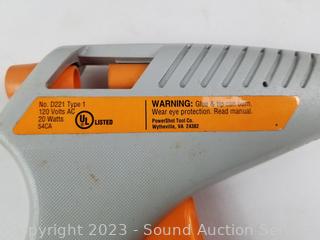 No. D221 Type 1
120 Volts AC
20 Watts
54CA
UL
LISTED
WARNING: Glue & tip can burn.
Wear eye protection. Read manual.
PowerShot Tool Co.
Wytheville, VA 24382
Copyright 2023 - Sound Auction Service